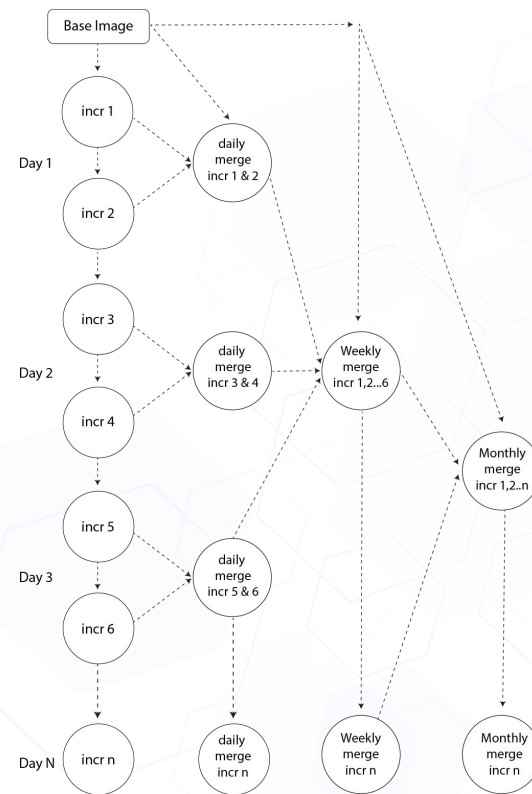 Base Image
incr 1
Day 1
daily
merge
incr 1 & 2
incr 2
incr 3
Day 2
daily
merge
incr 3 & 4
Weekly
merge
incr 1,2...6
incr 4
Monthly
merge
incr 1,2..n
incr 5
Day 3
daily
merge
incr 5 & 6
incr 6
Day N
incr n
daily
merge
incr n
Weekly
merge
incr n
Monthly
merge
incr n